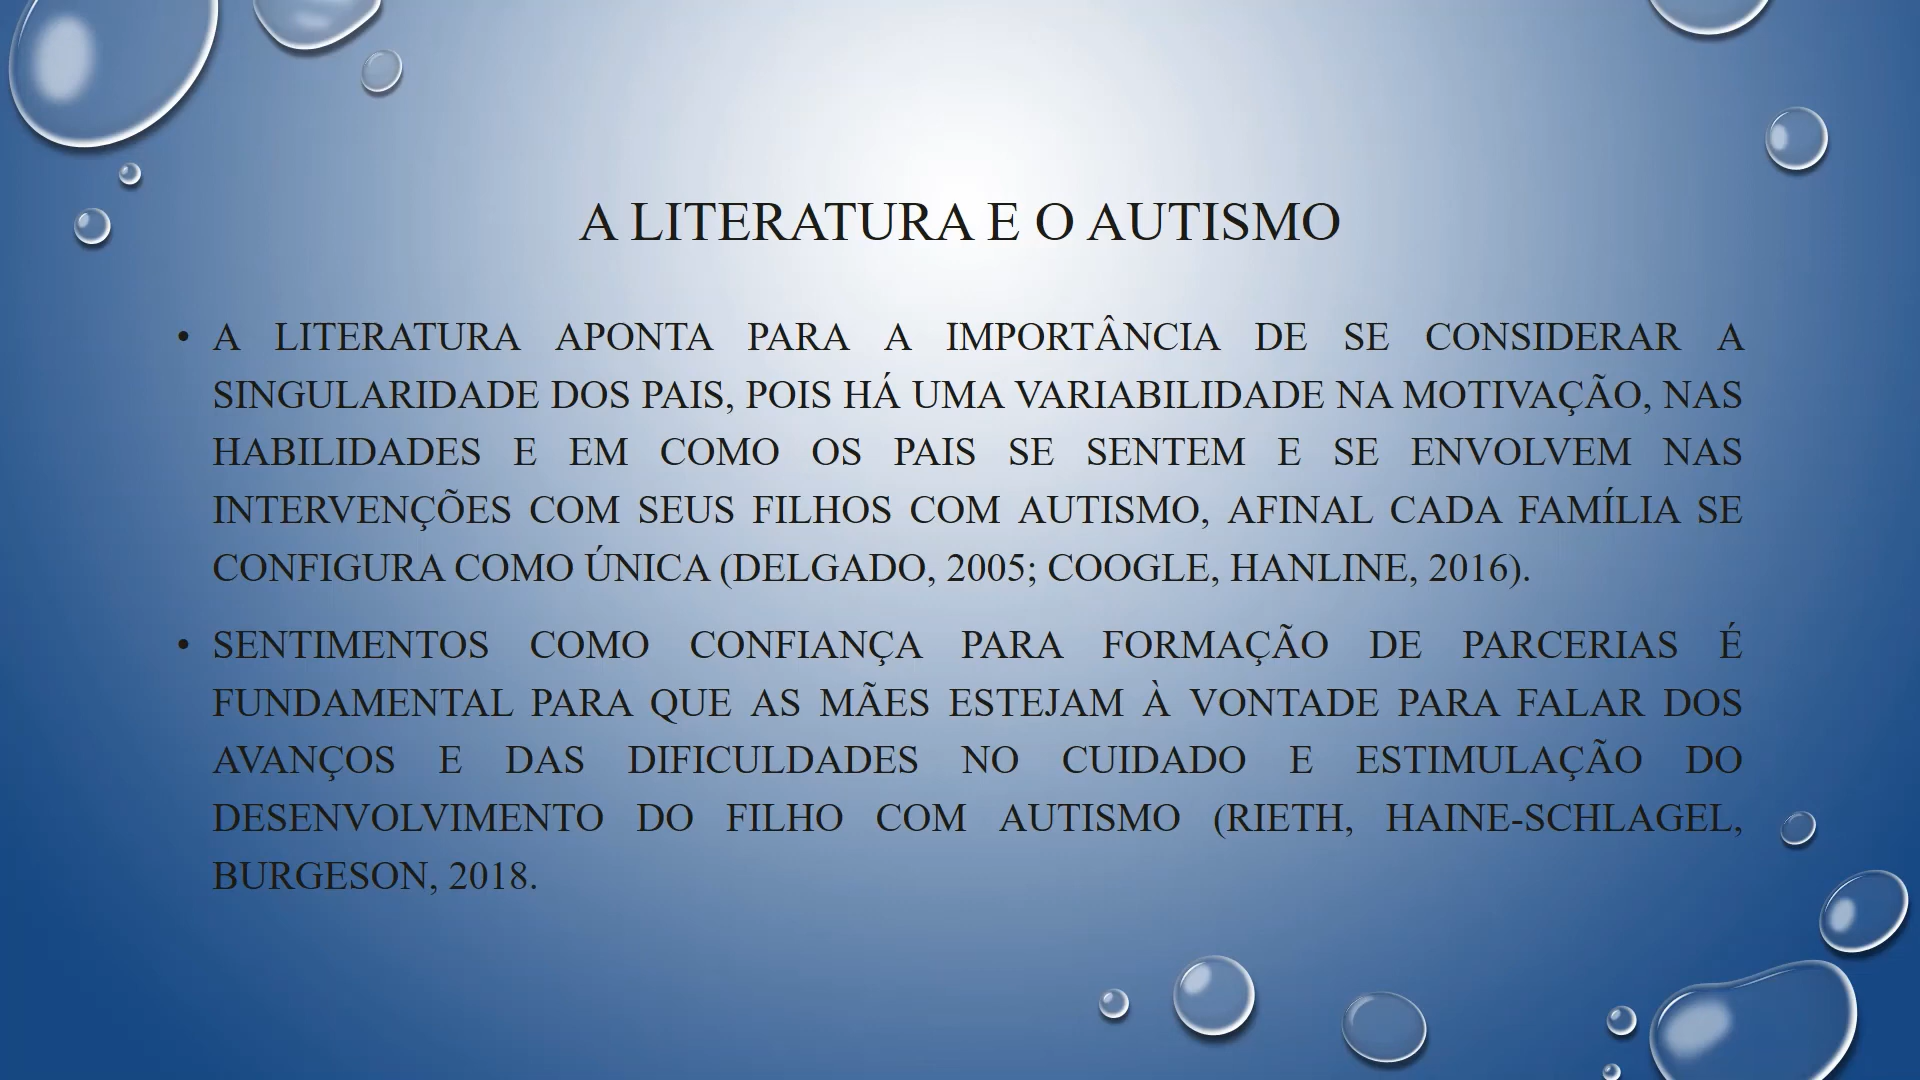 A LITERATURA E O AUTISMO
• A LITERATURA APONTA PARA A IMPORTÂNCIA DE SE CONSIDERAR A
SINGULARIDADE DOS PAIS, POIS HÁ UMA VARIABILIDADE NA MOTIVAÇÃO, NAS
HABILIDADES E EM COMO OS PAIS SE SENTEM E SE ENVOLVEM NAS
INTERVENÇÕES COM SEUS FILHOS COM AUTISMO, AFINAL CADA FAMÍLIA SE
CONFIGURA COMO ÚNICA (DELGADO, 2005; COOGLE, HANLINE, 2016).
• SENTIMENTOS COMO CONFIANÇA PARA FORMAÇÃO DE PARCERIAS É
FUNDAMENTAL PARA QUE AS MÃES ESTEJAM À VONTADE PARA FALAR DOS
AVANÇOS E DAS DIFICULDADES NO CUIDADO E ESTIMULAÇÃO DO
DESENVOLVIMENTO DO FILHO COM AUTISMO (RIETH, HAINE-SCHLAGEL,
BURGESON, 2018.